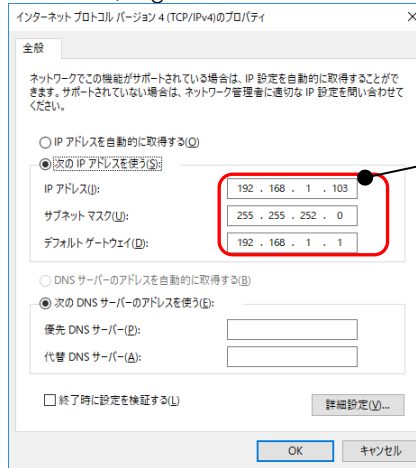 インターネット プロトコル バージョン 4 (TCP/IPv4)のプロパティ
全般
ネットワークでこの機能がサポートされている場合は、IP 設定を自動的に取得することがで
きます。サポートされていない場合は、ネットワーク管理者に適切な IP 設定を問い合わせて
ください。
IP アドレスを自動的に取得する(O)
次の IP アドレスを使う(S):
IP アドレス(I): 192 . 168 . 1 . 103
サブネット マスク(U): 255 . 255 . 252 . 0
デフォルト ゲートウェイ(D): 192 . 168 . 1 . 1
DNS サーバーのアドレスを自動的に取得する(B)
次の DNS サーバーのアドレスを使う(E):
優先 DNS サーバー(P):
代替 DNS サーバー(A):
終了時に設定を検証する(L)
詳細設定(V)...
OK キャンセル